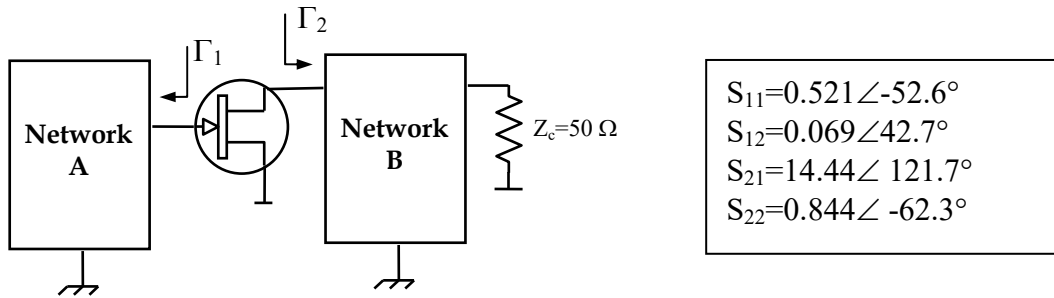 Γ₂
Γ₁
Network
A
Network
B
Z꜀=50 Ω
S₁₁=0.521∠-52.6°
S₁₂=0.069∠42.7°
S₂₁=14.44∠ 121.7°
S₂₂=0.844∠ -62.3°